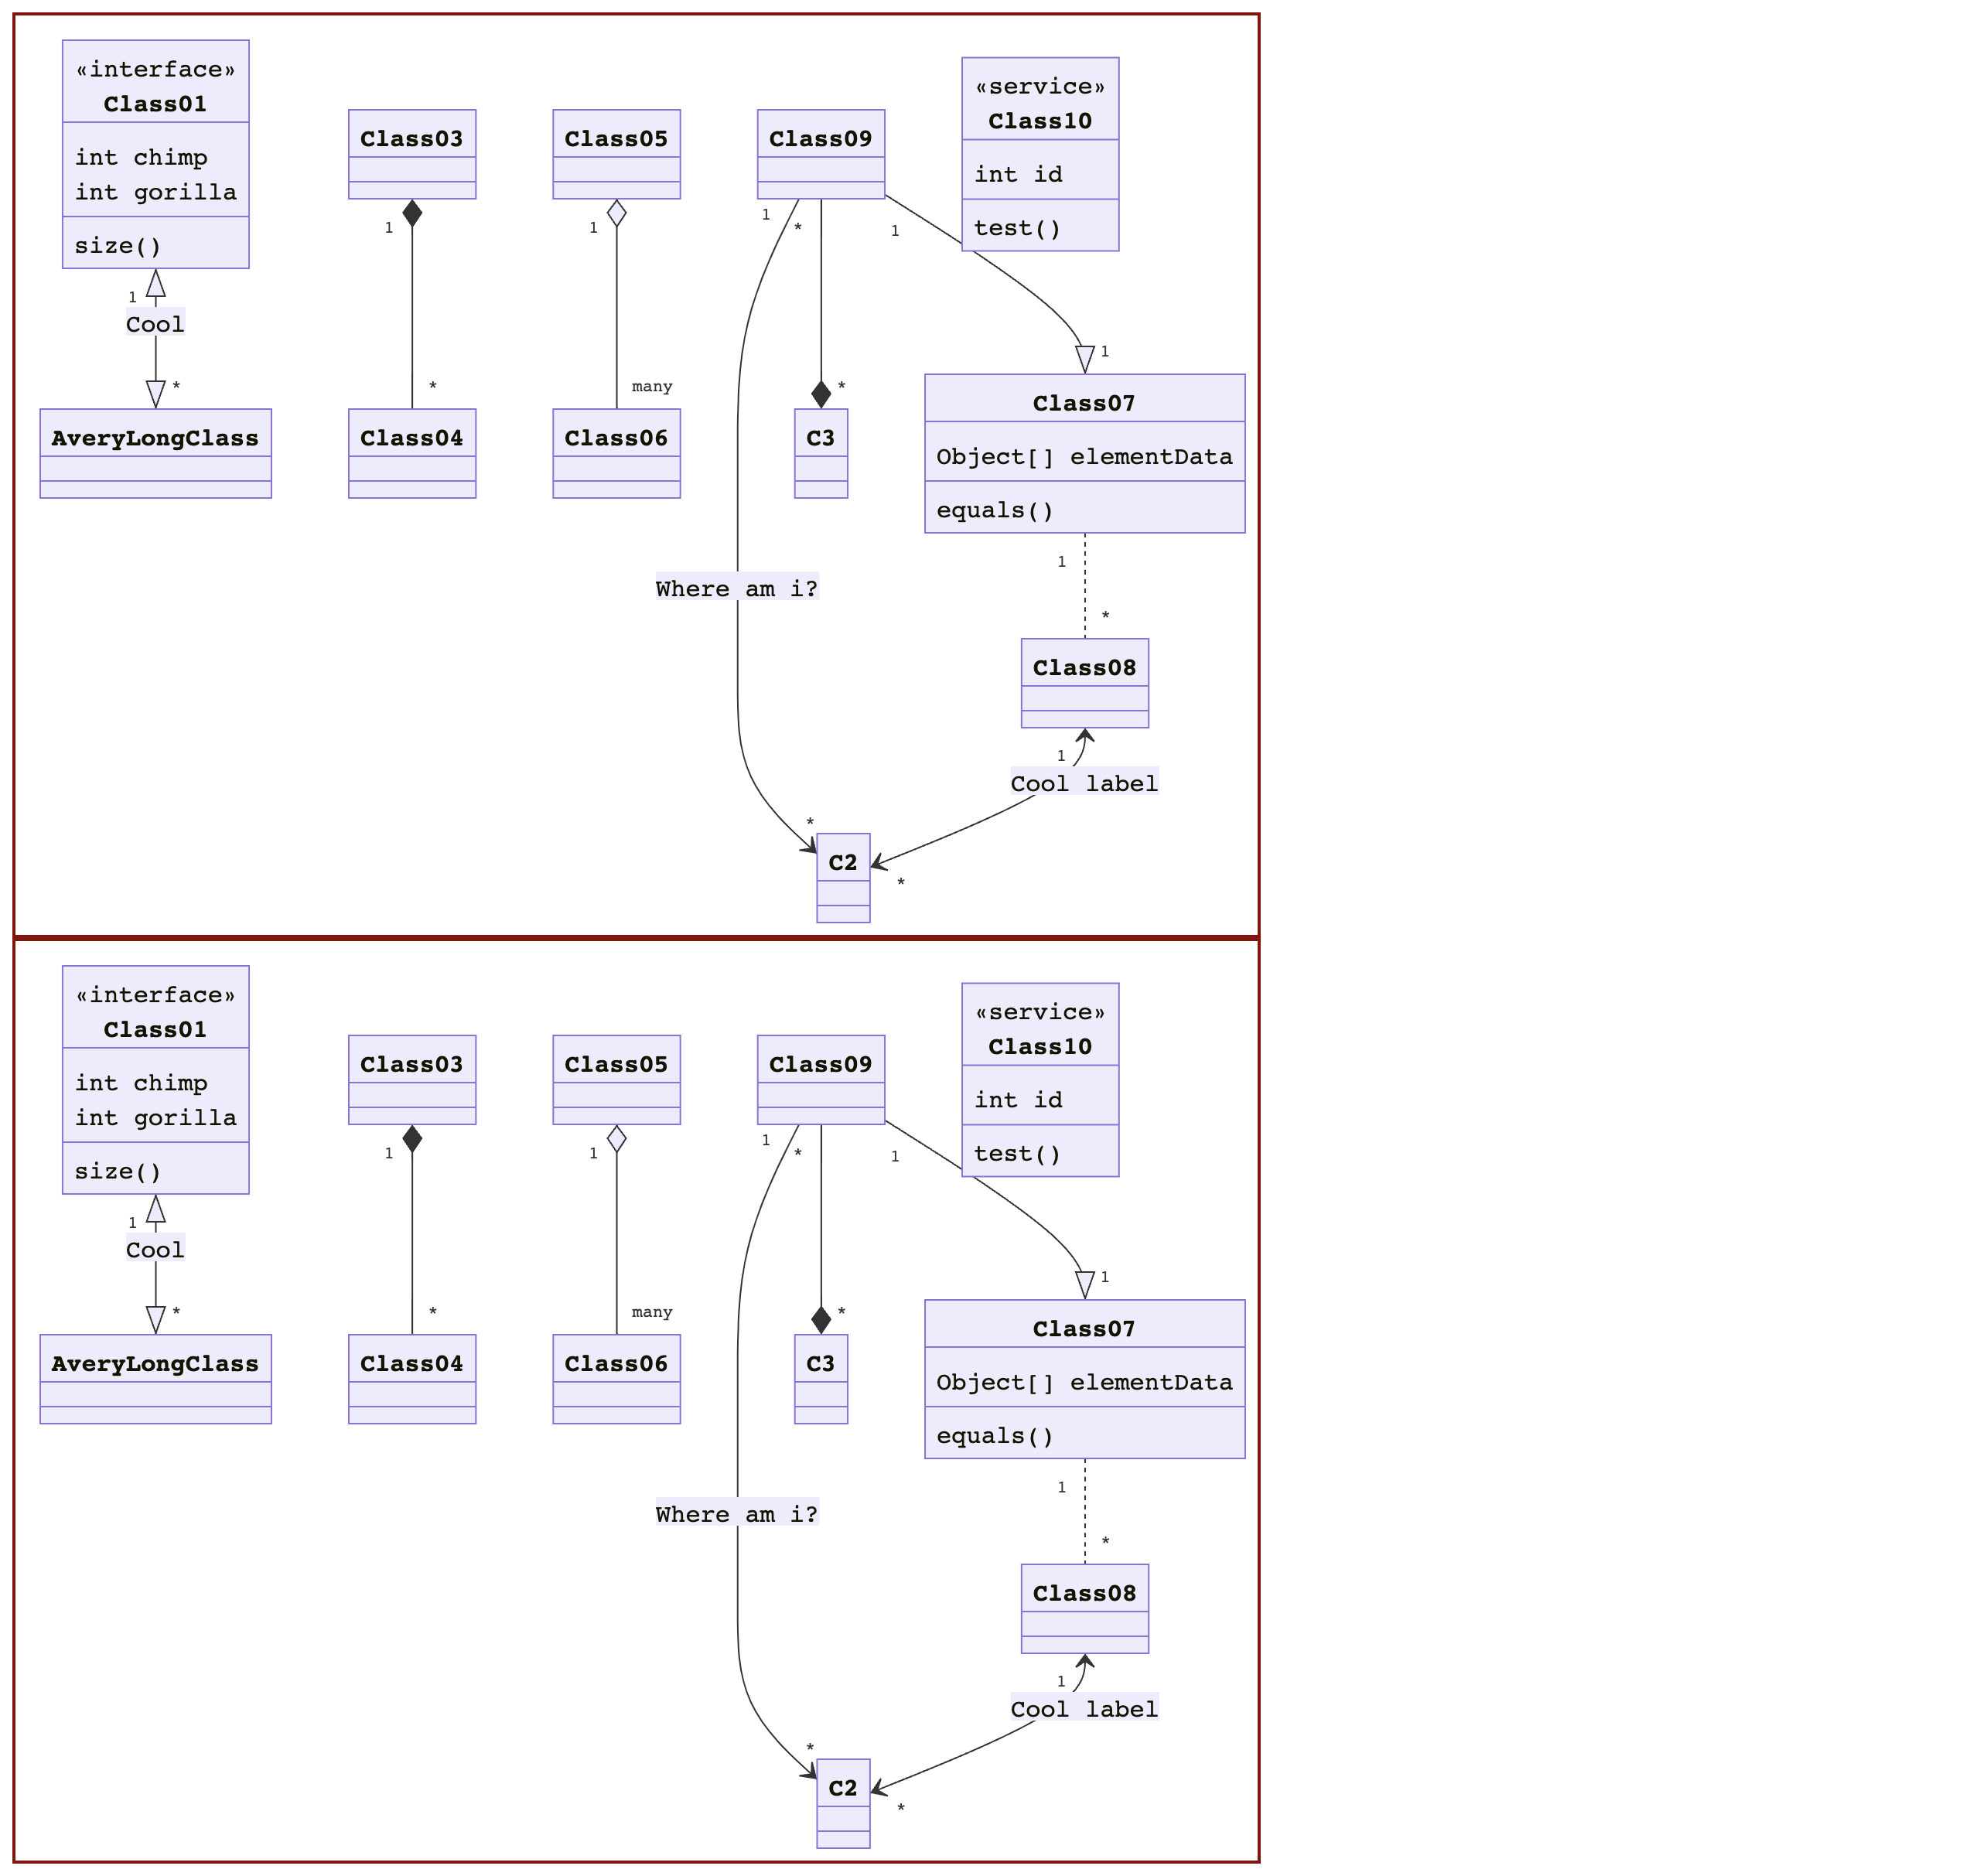 «interface»
Class01
int chimp
int gorilla
size()
1
Cool
*
AveryLongClass
Class03
1
*
Class04
Class05
1
many
Class06
Class09
1
*
1
*
C3
Where am i?
«service»
Class10
int id
test()
1
Class07
Object[] elementData
equals()
1
*
Class08
1
Cool label
*
*
C2
«interface»
Class01
int chimp
int gorilla
size()
1
Cool
*
AveryLongClass
Class03
1
*
Class04
Class05
1
many
Class06
Class09
1
*
1
*
C3
Where am i?
«service»
Class10
int id
test()
1
Class07
Object[] elementData
equals()
1
*
Class08
1
Cool label
*
*
C2